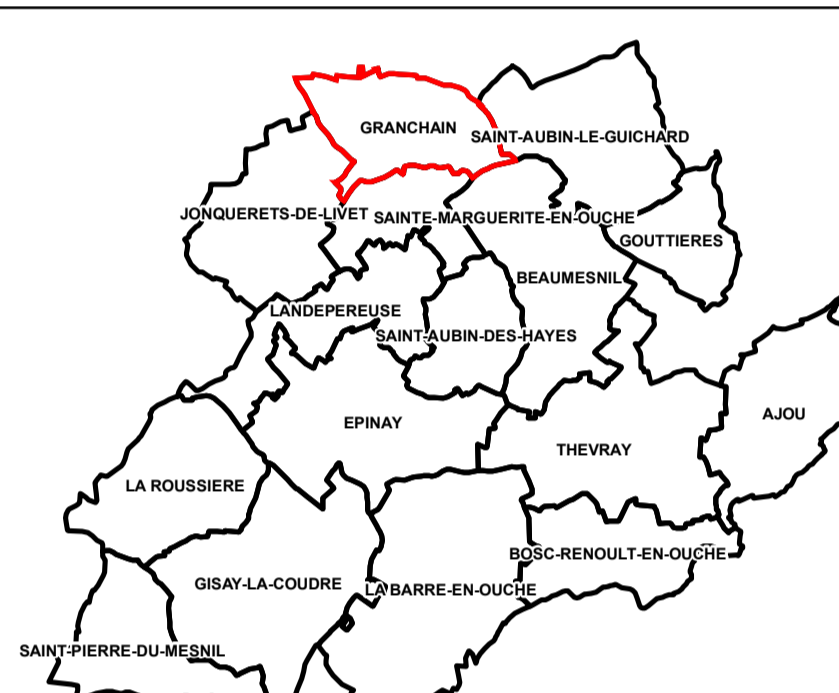 GRANCHAIN
SAINT-AUBIN-LE-GUICHARD
JONQUERETS-DE-LIVET
SAINTE-MARGUERITE-EN-OUCHE
GOUTTIERES
BEAUMESNIL
LANDEPEREUSE
SAINT-AUBIN-DES-HAYES
EPINAY
AJOU
THEVRAY
LA ROUSSIERE
BOSC-RENOULT-EN-OUCHE
GISAY-LA-COUDRE
LA BARRE-EN-OUCHE
SAINT-PIERRE-DU-MESNIL